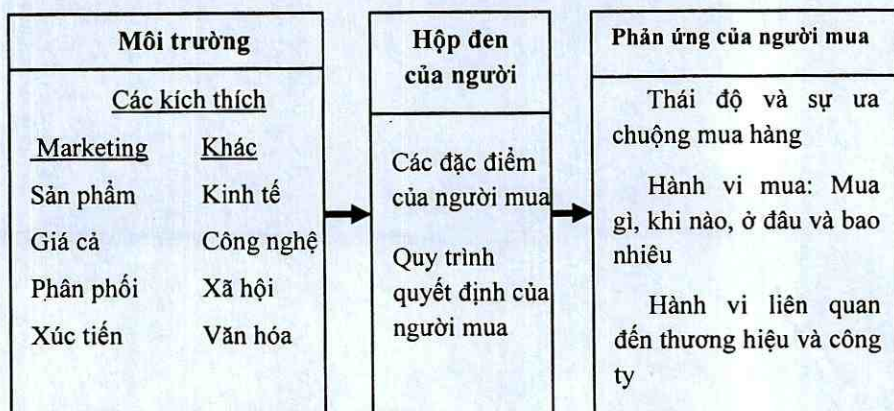 Môi trường
Các kích thích
Marketing Khác
Sản phẩm Kinh tế
Giá cả Công nghệ
Phân phối Xã hội
Xúc tiến Văn hóa
Hộp đen
của người
Các đặc điểm
của người mua
Quy trình
quyết định của
người mua
Phản ứng của người mua
Thái độ và sự ưa
chuộng mua hàng
Hành vi mua: Mua
gì, khi nào, ở đâu và bao
nhiêu
Hành vi liên quan
đến thương hiệu và công
ty